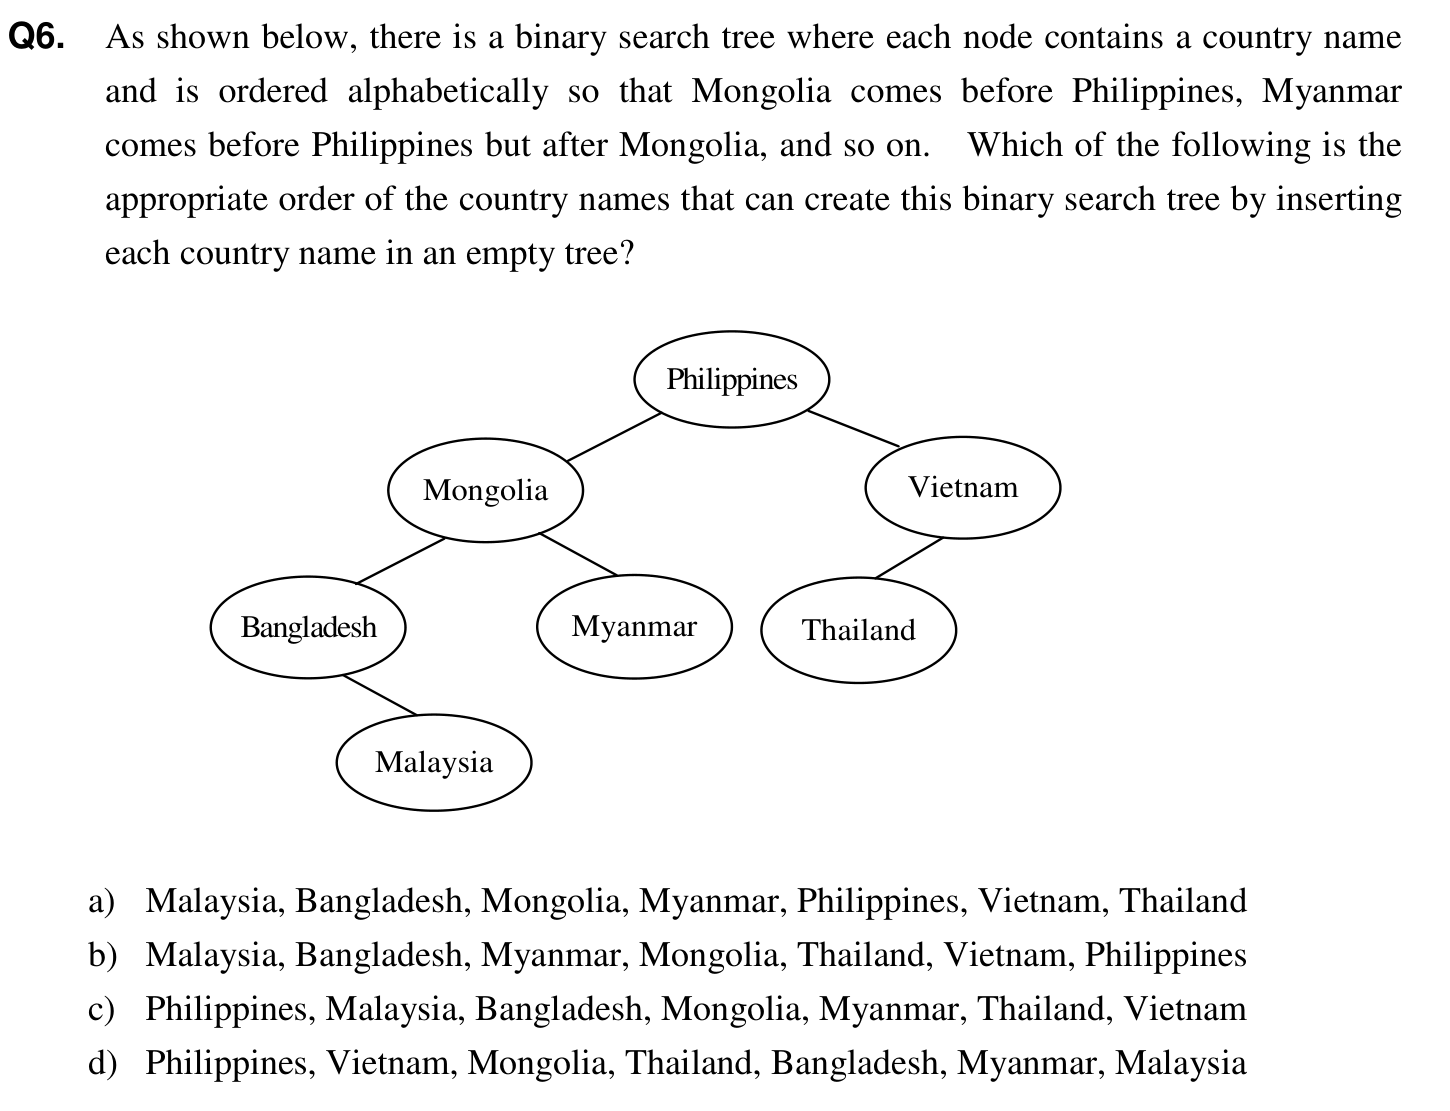 Q6. As shown below, there is a binary search tree where each node contains a country name
and is ordered alphabetically so that Mongolia comes before Philippines, Myanmar
comes before Philippines but after Mongolia, and so on. Which of the following is the
appropriate order of the country names that can create this binary search tree by inserting
each country name in an empty tree?
Philippines
Mongolia
Vietnam
Bangladesh
Myanmar
Thailand
Malaysia
a) Malaysia, Bangladesh, Mongolia, Myanmar, Philippines, Vietnam, Thailand
b) Malaysia, Bangladesh, Myanmar, Mongolia, Thailand, Vietnam, Philippines
c) Philippines, Malaysia, Bangladesh, Mongolia, Myanmar, Thailand, Vietnam
d) Philippines, Vietnam, Mongolia, Thailand, Bangladesh, Myanmar, Malaysia